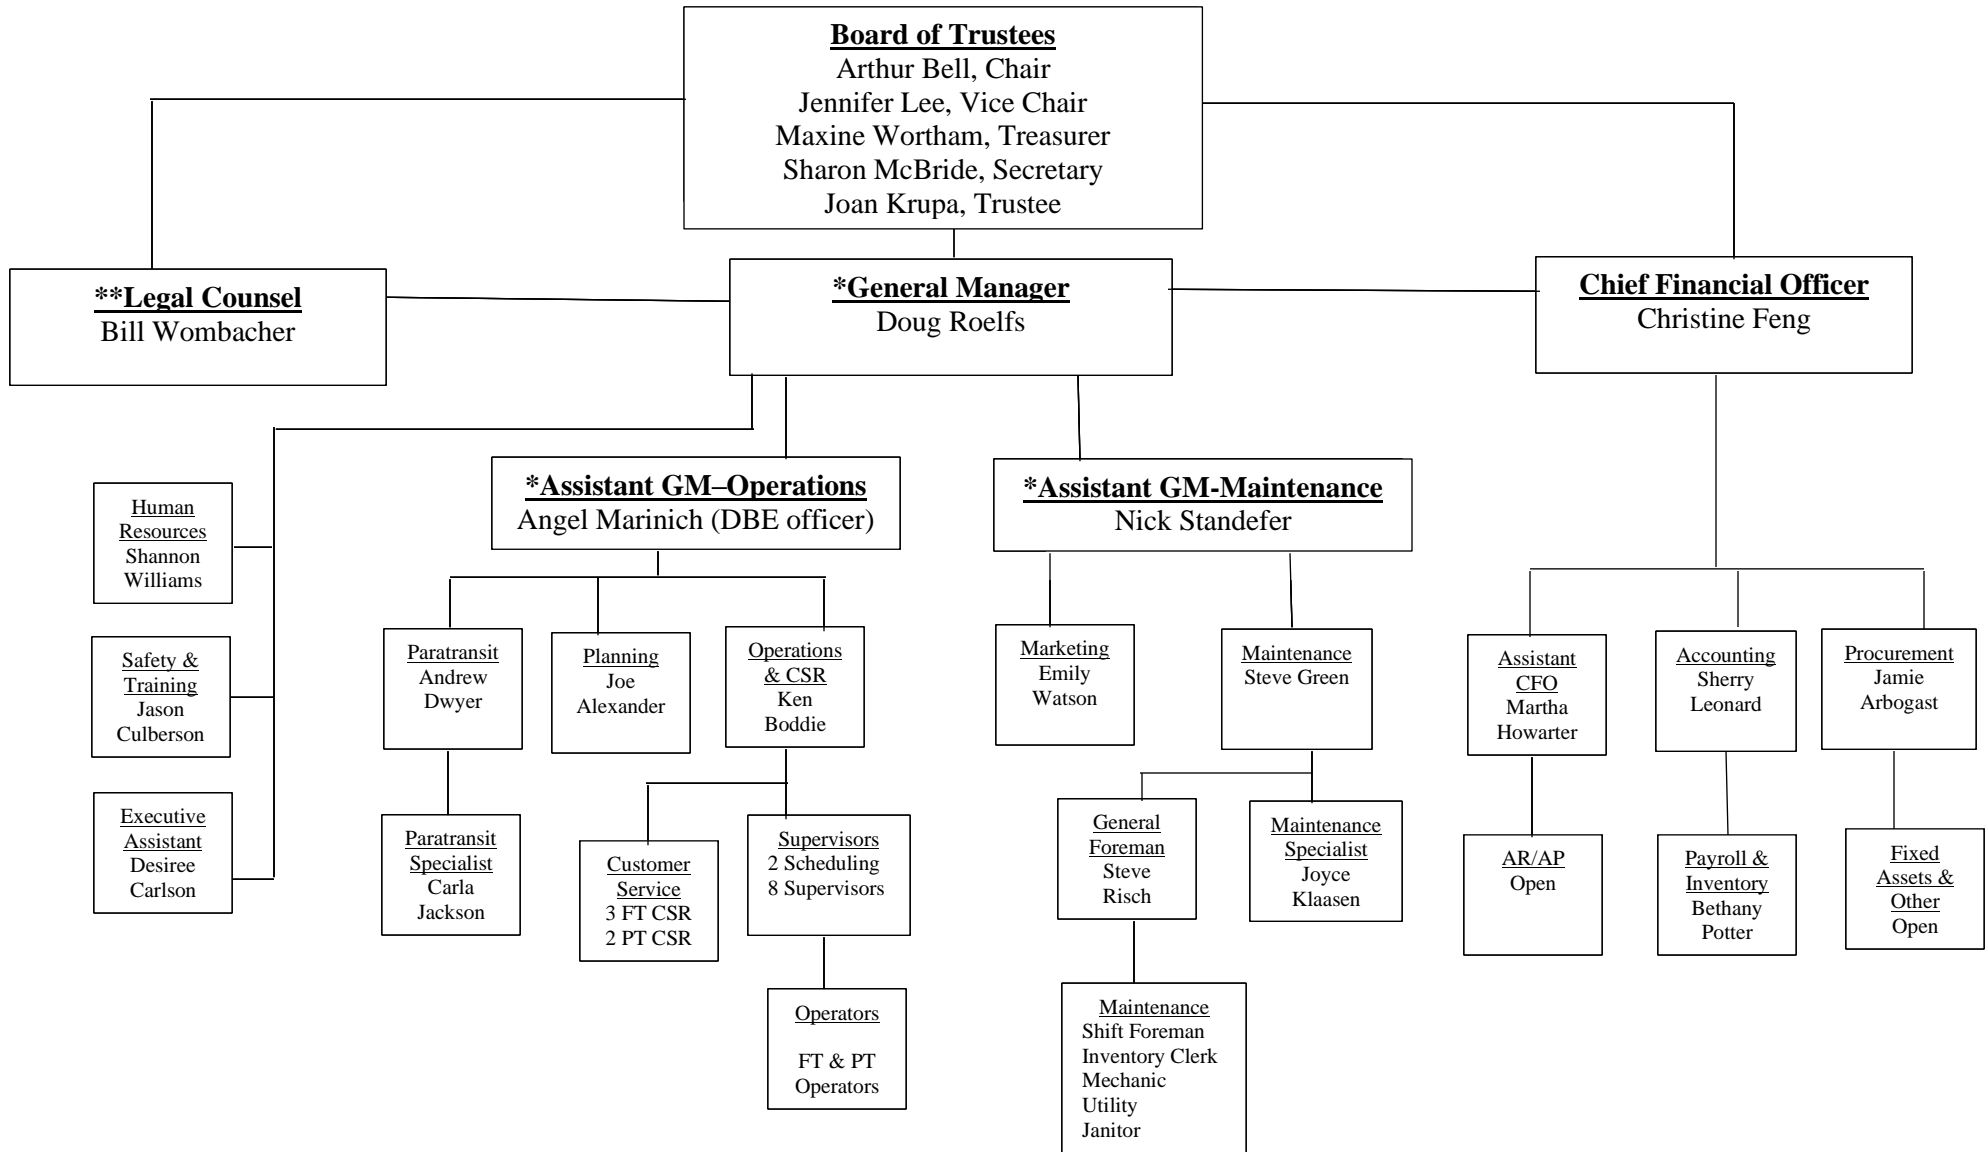 Board of Trustees
Arthur Bell, Chair
Jennifer Lee, Vice Chair
Maxine Wortham, Treasurer
Sharon McBride, Secretary
Joan Krupa, Trustee
**Legal Counsel
Bill Wombacher
*General Manager
Doug Roelfs
Chief Financial Officer
Christine Feng
*Assistant GM–Operations
Angel Marinich (DBE officer)
*Assistant GM-Maintenance
Nick Standefer
Human
Resources
Shannon
Williams
Safety &
Training
Jason
Culberson
Executive
Assistant
Desiree
Carlson
Paratransit
Andrew
Dwyer
Planning
Joe
Alexander
Operations
& CSR
Ken
Boddie
Marketing
Emily
Watson
Maintenance
Steve Green
Assistant
CFO
Martha
Howarter
Accounting
Sherry
Leonard
Procurement
Jamie
Arbogast
Paratransit
Specialist
Carla
Jackson
Customer
Service
3 FT CSR
2 PT CSR
Supervisors
2 Scheduling
8 Supervisors
General
Foreman
Steve
Risch
Maintenance
Specialist
Joyce
Klaasen
AR/AP
Open
Payroll &
Inventory
Bethany
Potter
Fixed
Assets &
Other
Open
Operators
FT & PT
Operators
Maintenance
Shift Foreman
Inventory Clerk
Mechanic
Utility
Janitor